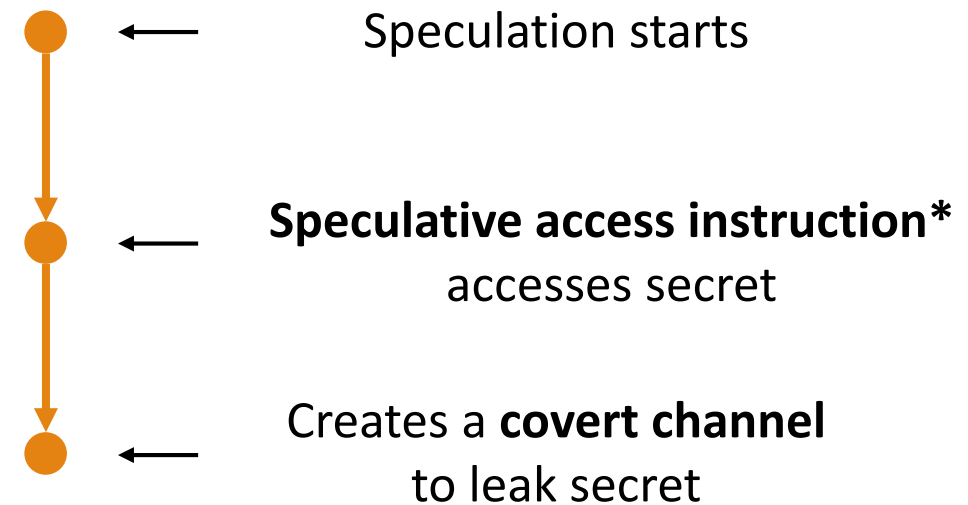 Speculation starts
Speculative access instruction*
accesses secret
Creates a covert channel
to leak secret